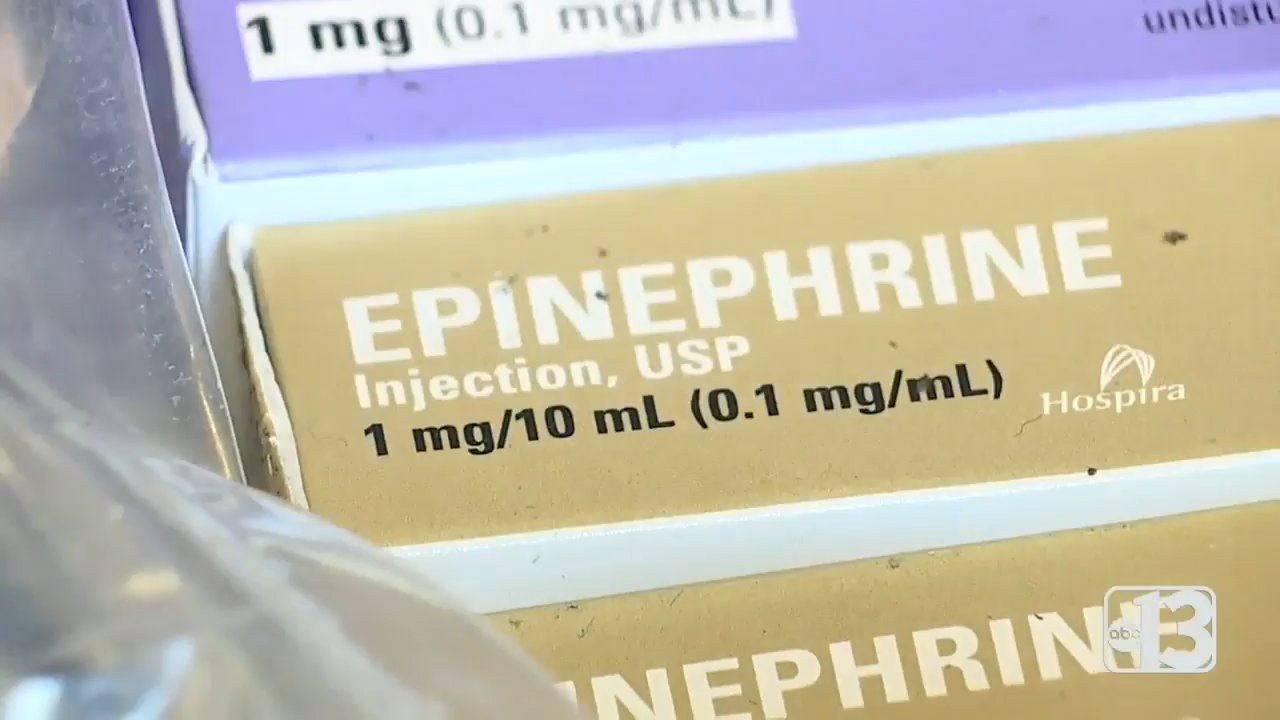 1 mg (0.1 mg/mL)
EPINEPHRINE
Injection, USP
1 mg/10 mL (0.1 mg/mL)
Hospira
abc 13